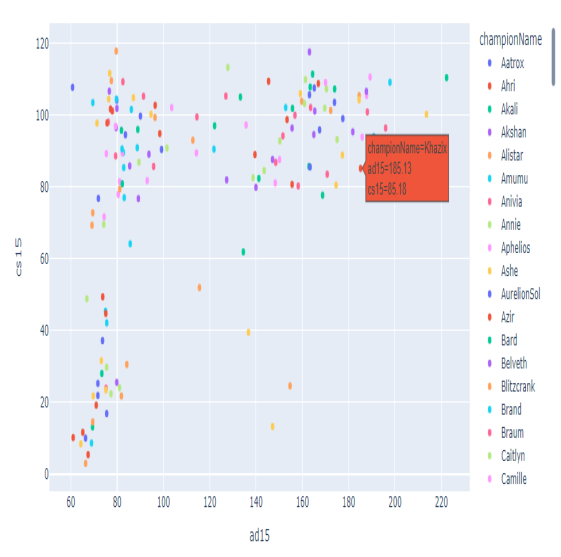 championName
Aatrox
Ahri
Akali
Akshan
Alistar
Amumu
Anivia
Annie
Aphelios
Ashe
AurelionSol
Azir
Bard
Belveth
Blitzcrank
Brand
Braum
Caitlyn
Camille
championName=Khazix
ad15=185.13
cs15=85.18
120
100
80
60
40
20
0
cs15
60
80
100
120
140
160
180
200
220
ad15